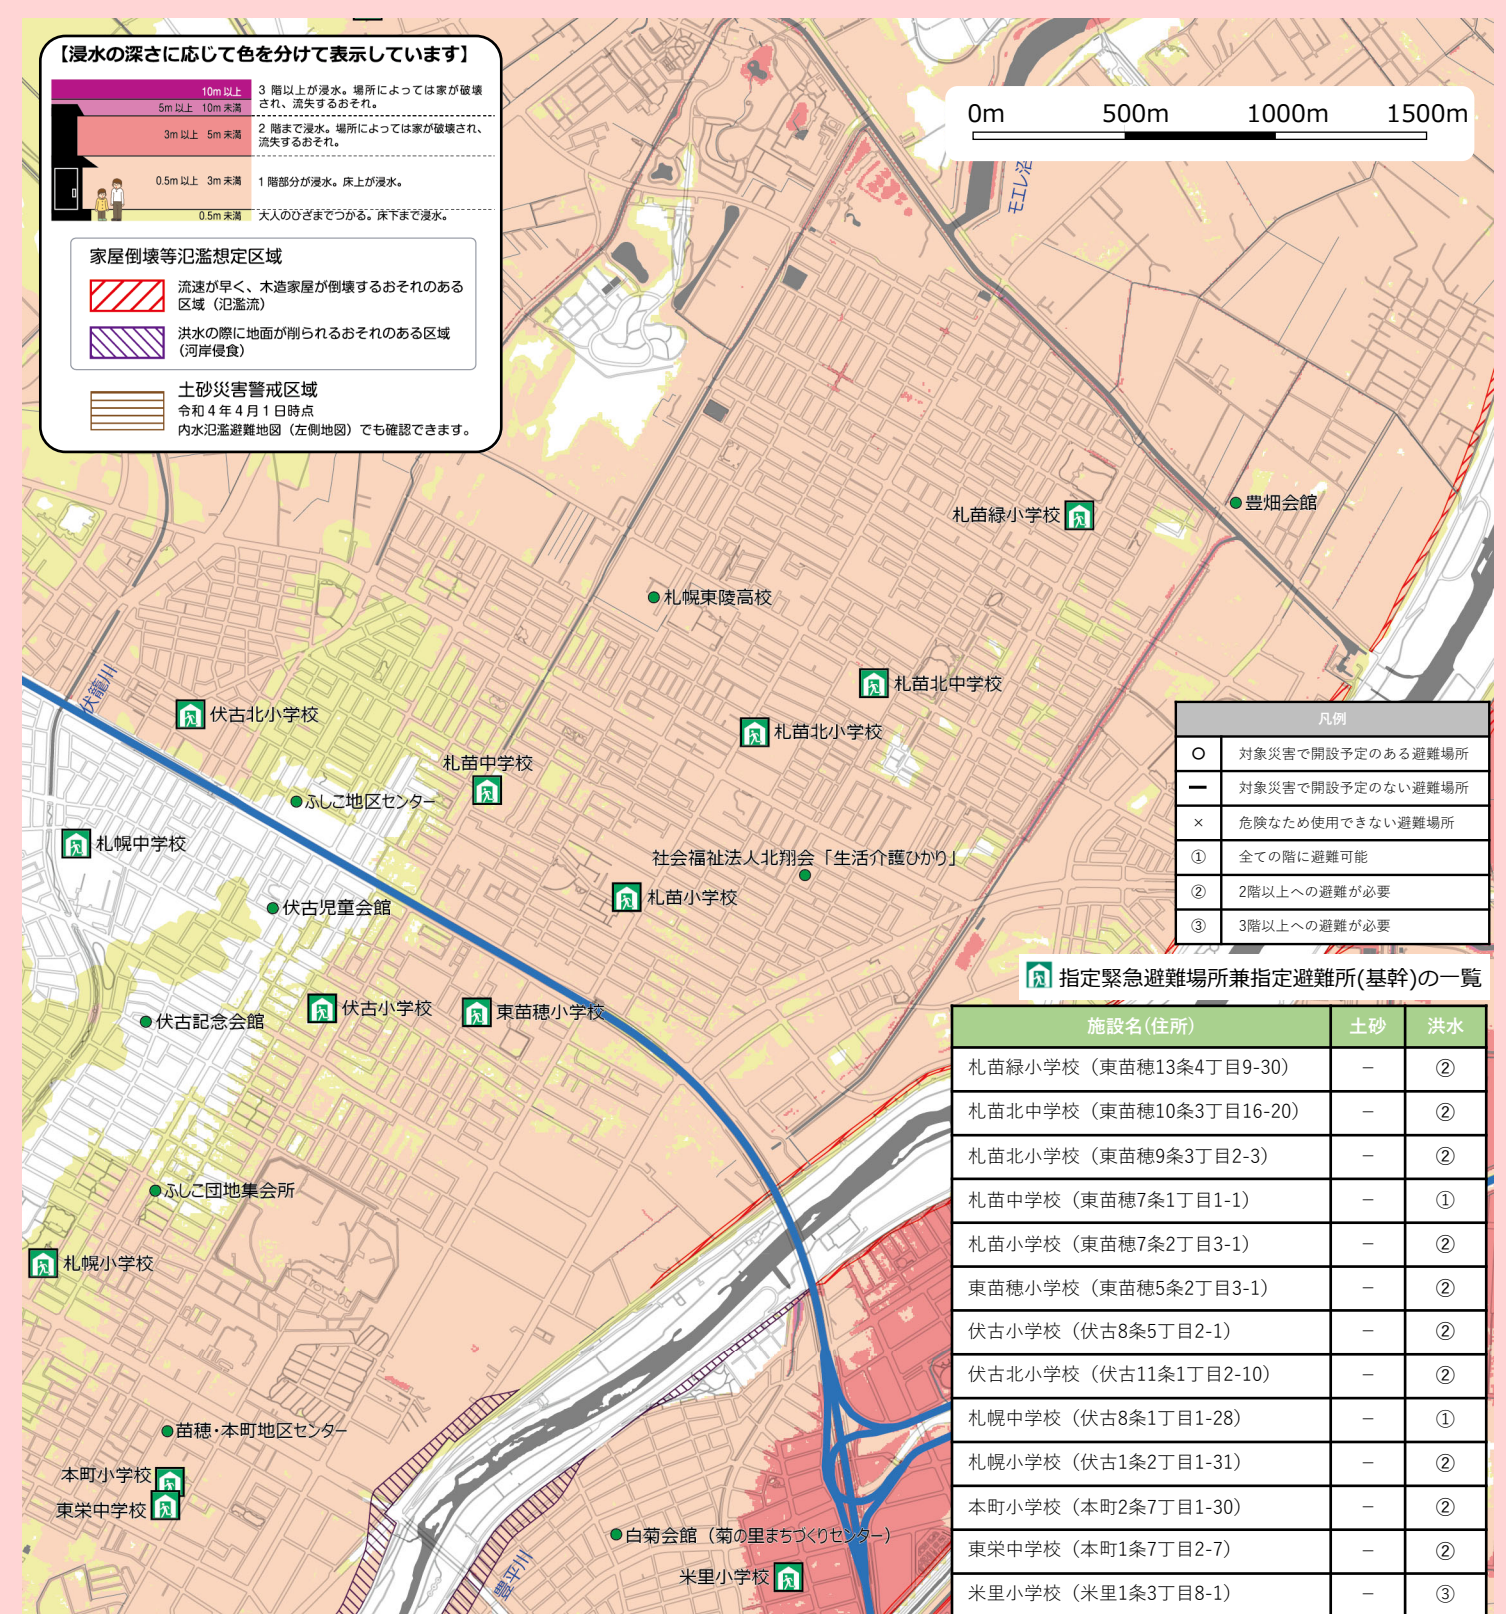 【浸水の深さに応じて色を分けて表示しています】
10m 以上
3 階以上が浸水。場所によっては家が破壊
され、流失するおそれ。
5m 以上 10m 未満
3m 以上 5m 未満
2 階まで浸水。場所によっては家が破壊され、
流失するおそれ。
0.5m 以上 3m 未満
1 階部分が浸水。床上が浸水。
0.5m 未満
大人のひざまでつかる。床下まで浸水。
家屋倒壊等氾濫想定区域
流速が早く、木造家屋が倒壊するおそれのある
区域（氾濫流）
洪水の際に地面が削られるおそれのある区域
（河岸侵食）
土砂災害警戒区域
令和 4 年 4 月 1 日時点
内水氾濫避難地図（左側地図）でも確認できます。
0m 500m 1000m 1500m
モエレ沼
札苗緑小学校
豊畑会館
札幌東陵高校
伏籠川
札苗北中学校
伏古北小学校
札苗北小学校
札苗中学校
ふしこ地区センター
札幌中学校
社会福祉法人北翔会「生活介護ひかり」
札苗小学校
伏古児童会館
伏古小学校
東苗穂小学校
伏古記念会館
ふしこ団地集会所
札幌小学校
苗穂・本町地区センター
本町小学校
東栄中学校
白菊会館（菊の里まちづくりセンター）
豊平川
米里小学校
凡例
○ 対象災害で開設予定のある避難場所
ー 対象災害で開設予定のない避難場所
× 危険なため使用できない避難場所
① 全ての階に避難可能
② 2階以上への避難が必要
③ 3階以上への避難が必要
指定緊急避難場所兼指定避難所(基幹)の一覧
施設名(住所) 土砂 洪水
札苗緑小学校（東苗穂13条4丁目9-30） － ②
札苗北中学校（東苗穂10条3丁目16-20） － ②
札苗北小学校（東苗穂9条3丁目2-3） － ②
札苗中学校（東苗穂7条1丁目1-1） － ①
札苗小学校（東苗穂7条2丁目3-1） － ②
東苗穂小学校（東苗穂5条2丁目3-1） － ②
伏古小学校（伏古8条5丁目2-1） － ②
伏古北小学校（伏古11条1丁目2-10） － ②
札幌中学校（伏古8条1丁目1-28） － ①
札幌小学校（伏古1条2丁目1-31） － ②
本町小学校（本町2条7丁目1-30） － ②
東栄中学校（本町1条7丁目2-7） － ②
米里小学校（米里1条3丁目8-1） － ③